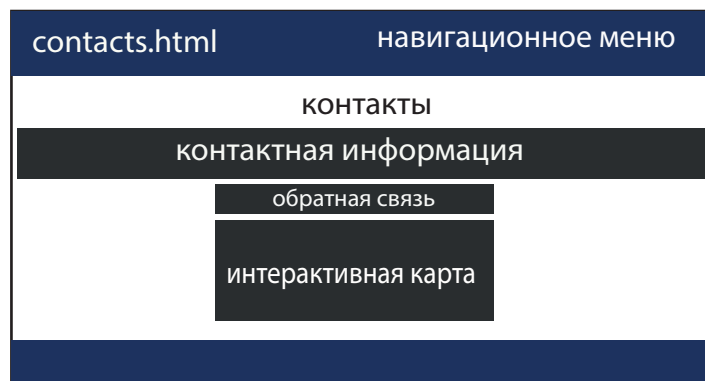 contacts.html навигационное меню
контакты
контактная информация
обратная связь
интерактивная карта